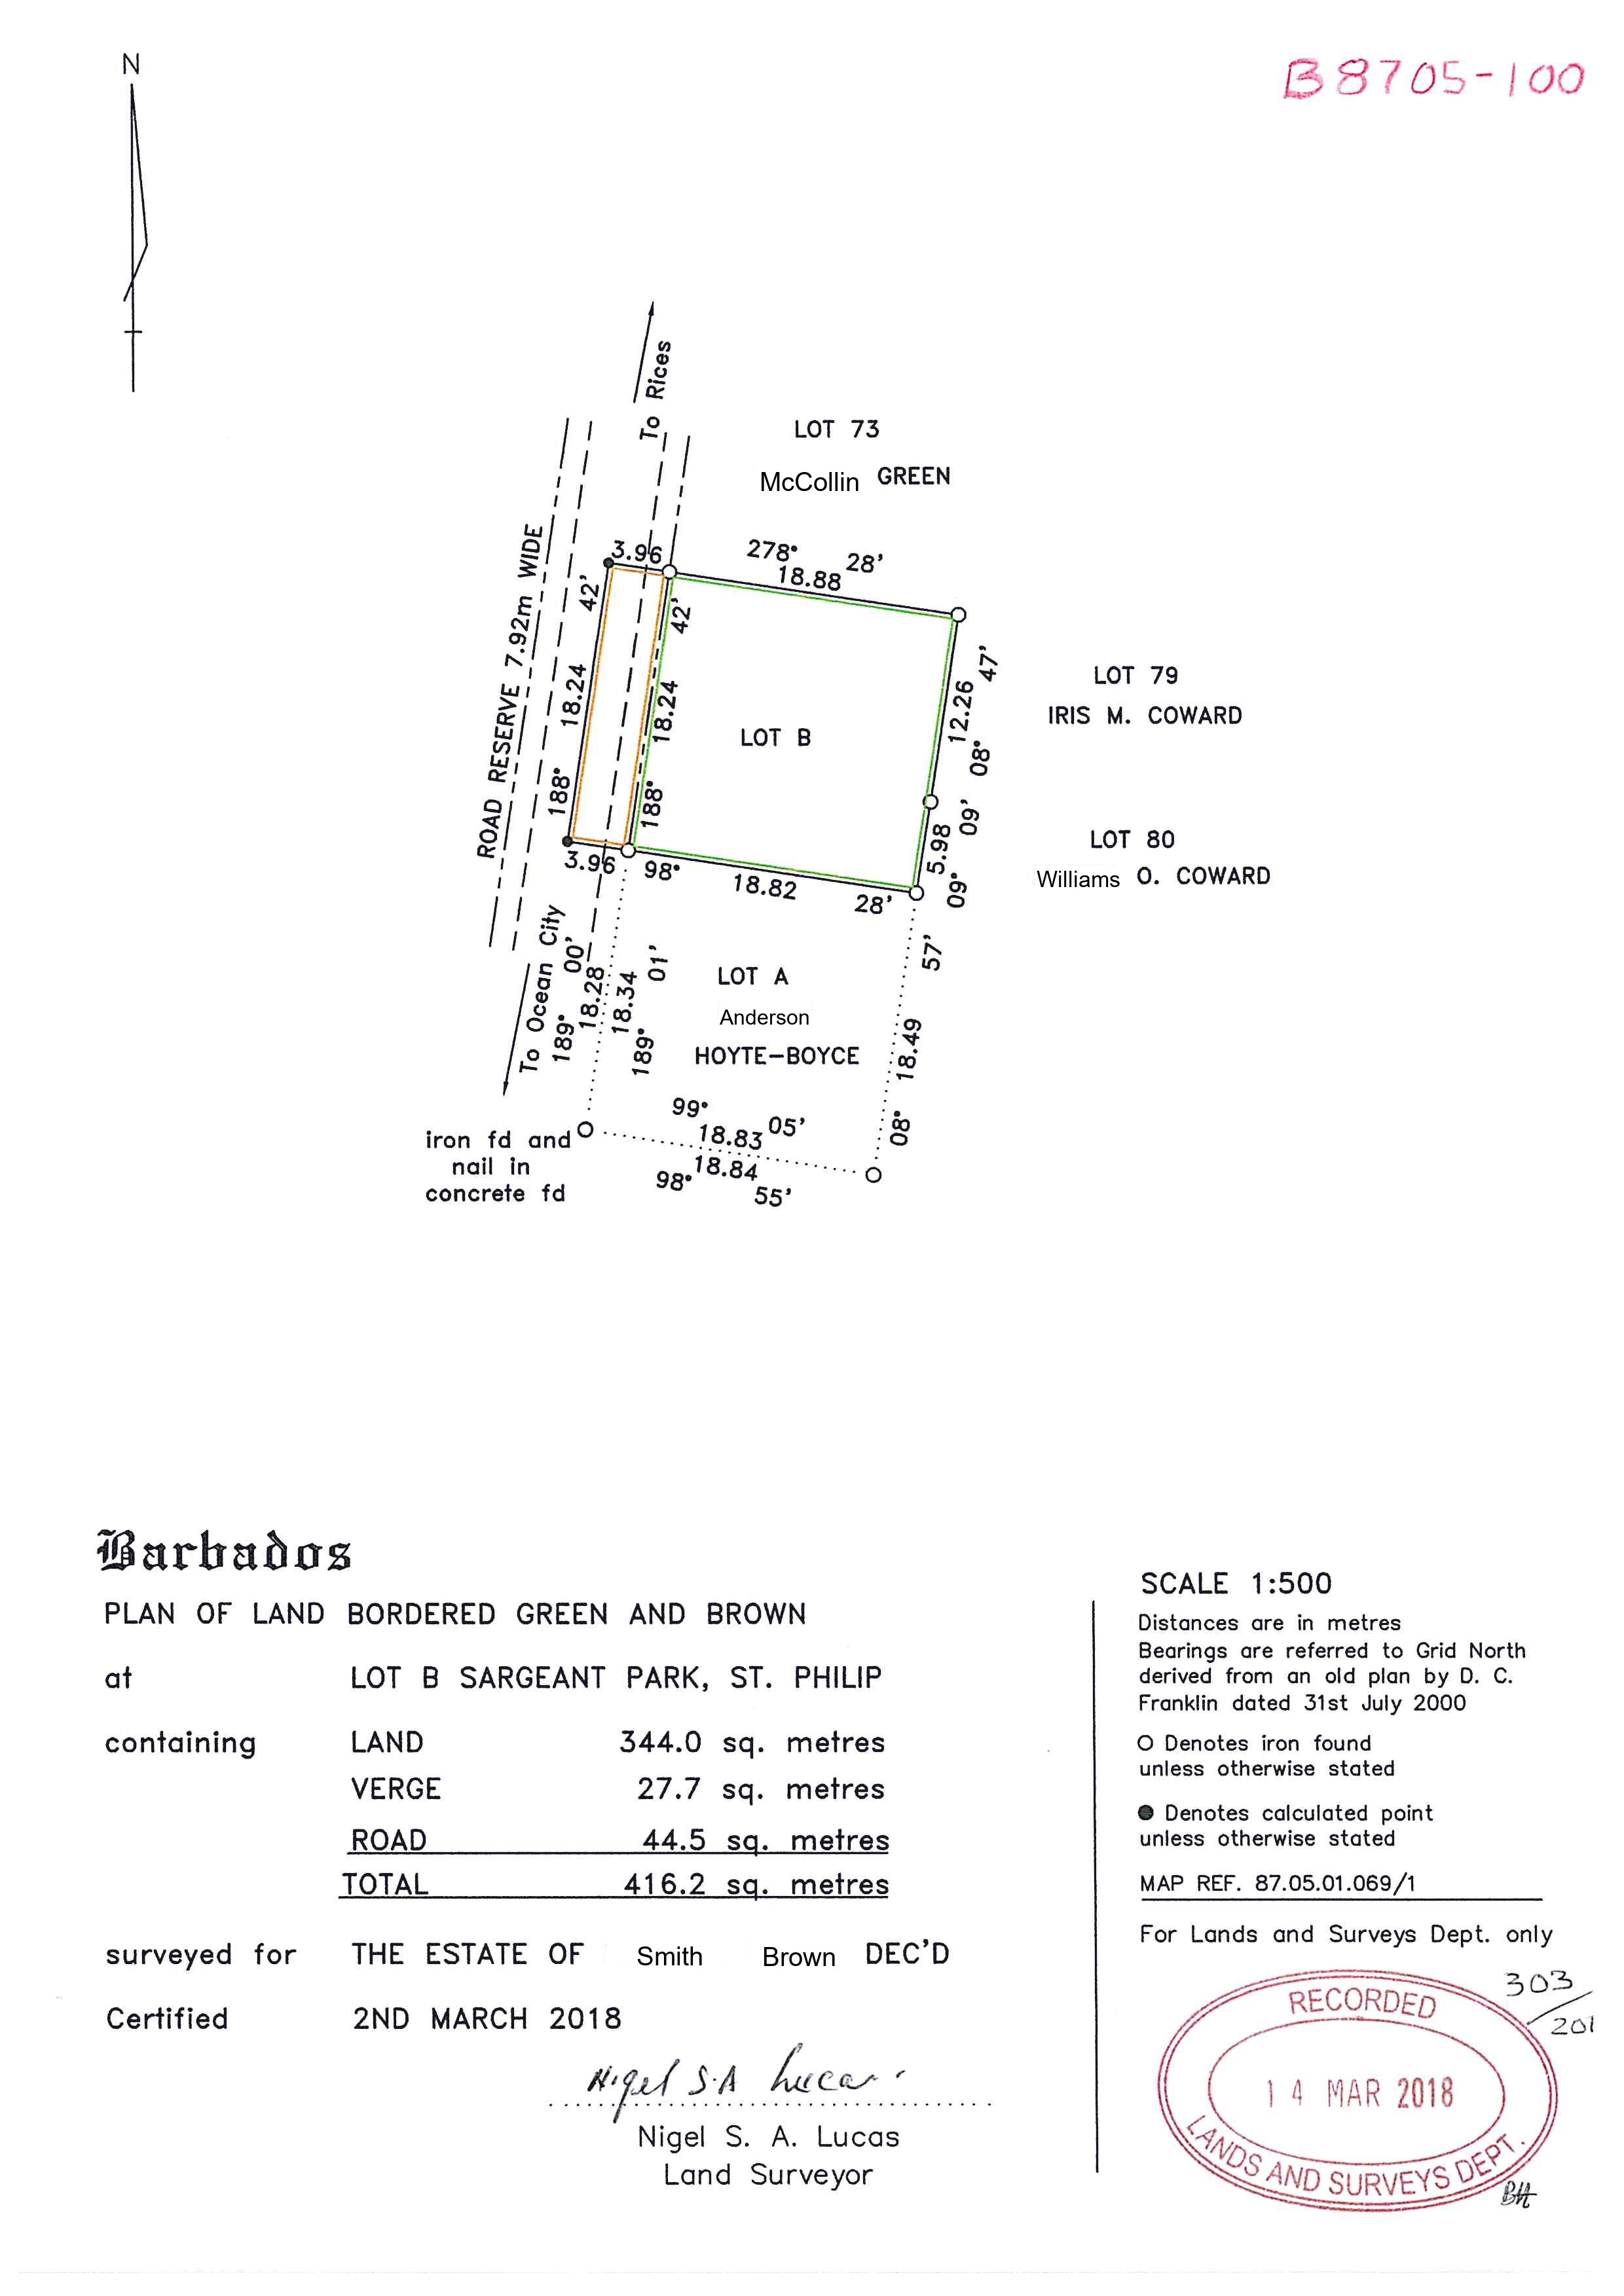 N
B8705-100
To Rices
LOT 73
McCollin GREEN
ROAD RESERVE 7.92m WIDE
3.96
278° 28'
18.88
42'
18.24
188°
42'
18.24
188°
LOT B
47'
12.26
08°
09'
5.98
09°
LOT 79
IRIS M. COWARD
LOT 80
Williams O. COWARD
3.96
98° 28'
18.82
To Ocean City
00'
18.28
189°
01'
18.34
189°
LOT A
Anderson
HOYTE-BOYCE
57'
18.49
08°
99° 05'
18.83
18.84
98° 55'
iron fd and
nail in
concrete fd
Barbados
PLAN OF LAND BORDERED GREEN AND BROWN
at LOT B SARGEANT PARK, ST. PHILIP
containing LAND 344.0 sq. metres
VERGE 27.7 sq. metres
ROAD 44.5 sq. metres
TOTAL 416.2 sq. metres
surveyed for THE ESTATE OF Smith Brown DEC'D
Certified 2ND MARCH 2018
Nigel S.A Lucas
Nigel S. A. Lucas
Land Surveyor
SCALE 1:500
Distances are in metres
Bearings are referred to Grid North
derived from an old plan by D. C.
Franklin dated 31st July 2000
O Denotes iron found
unless otherwise stated
● Denotes calculated point
unless otherwise stated
MAP REF. 87.05.01.069/1
For Lands and Surveys Dept. only
303/201
RECORDED
14 MAR 2018
LANDS AND SURVEYS DEPT.